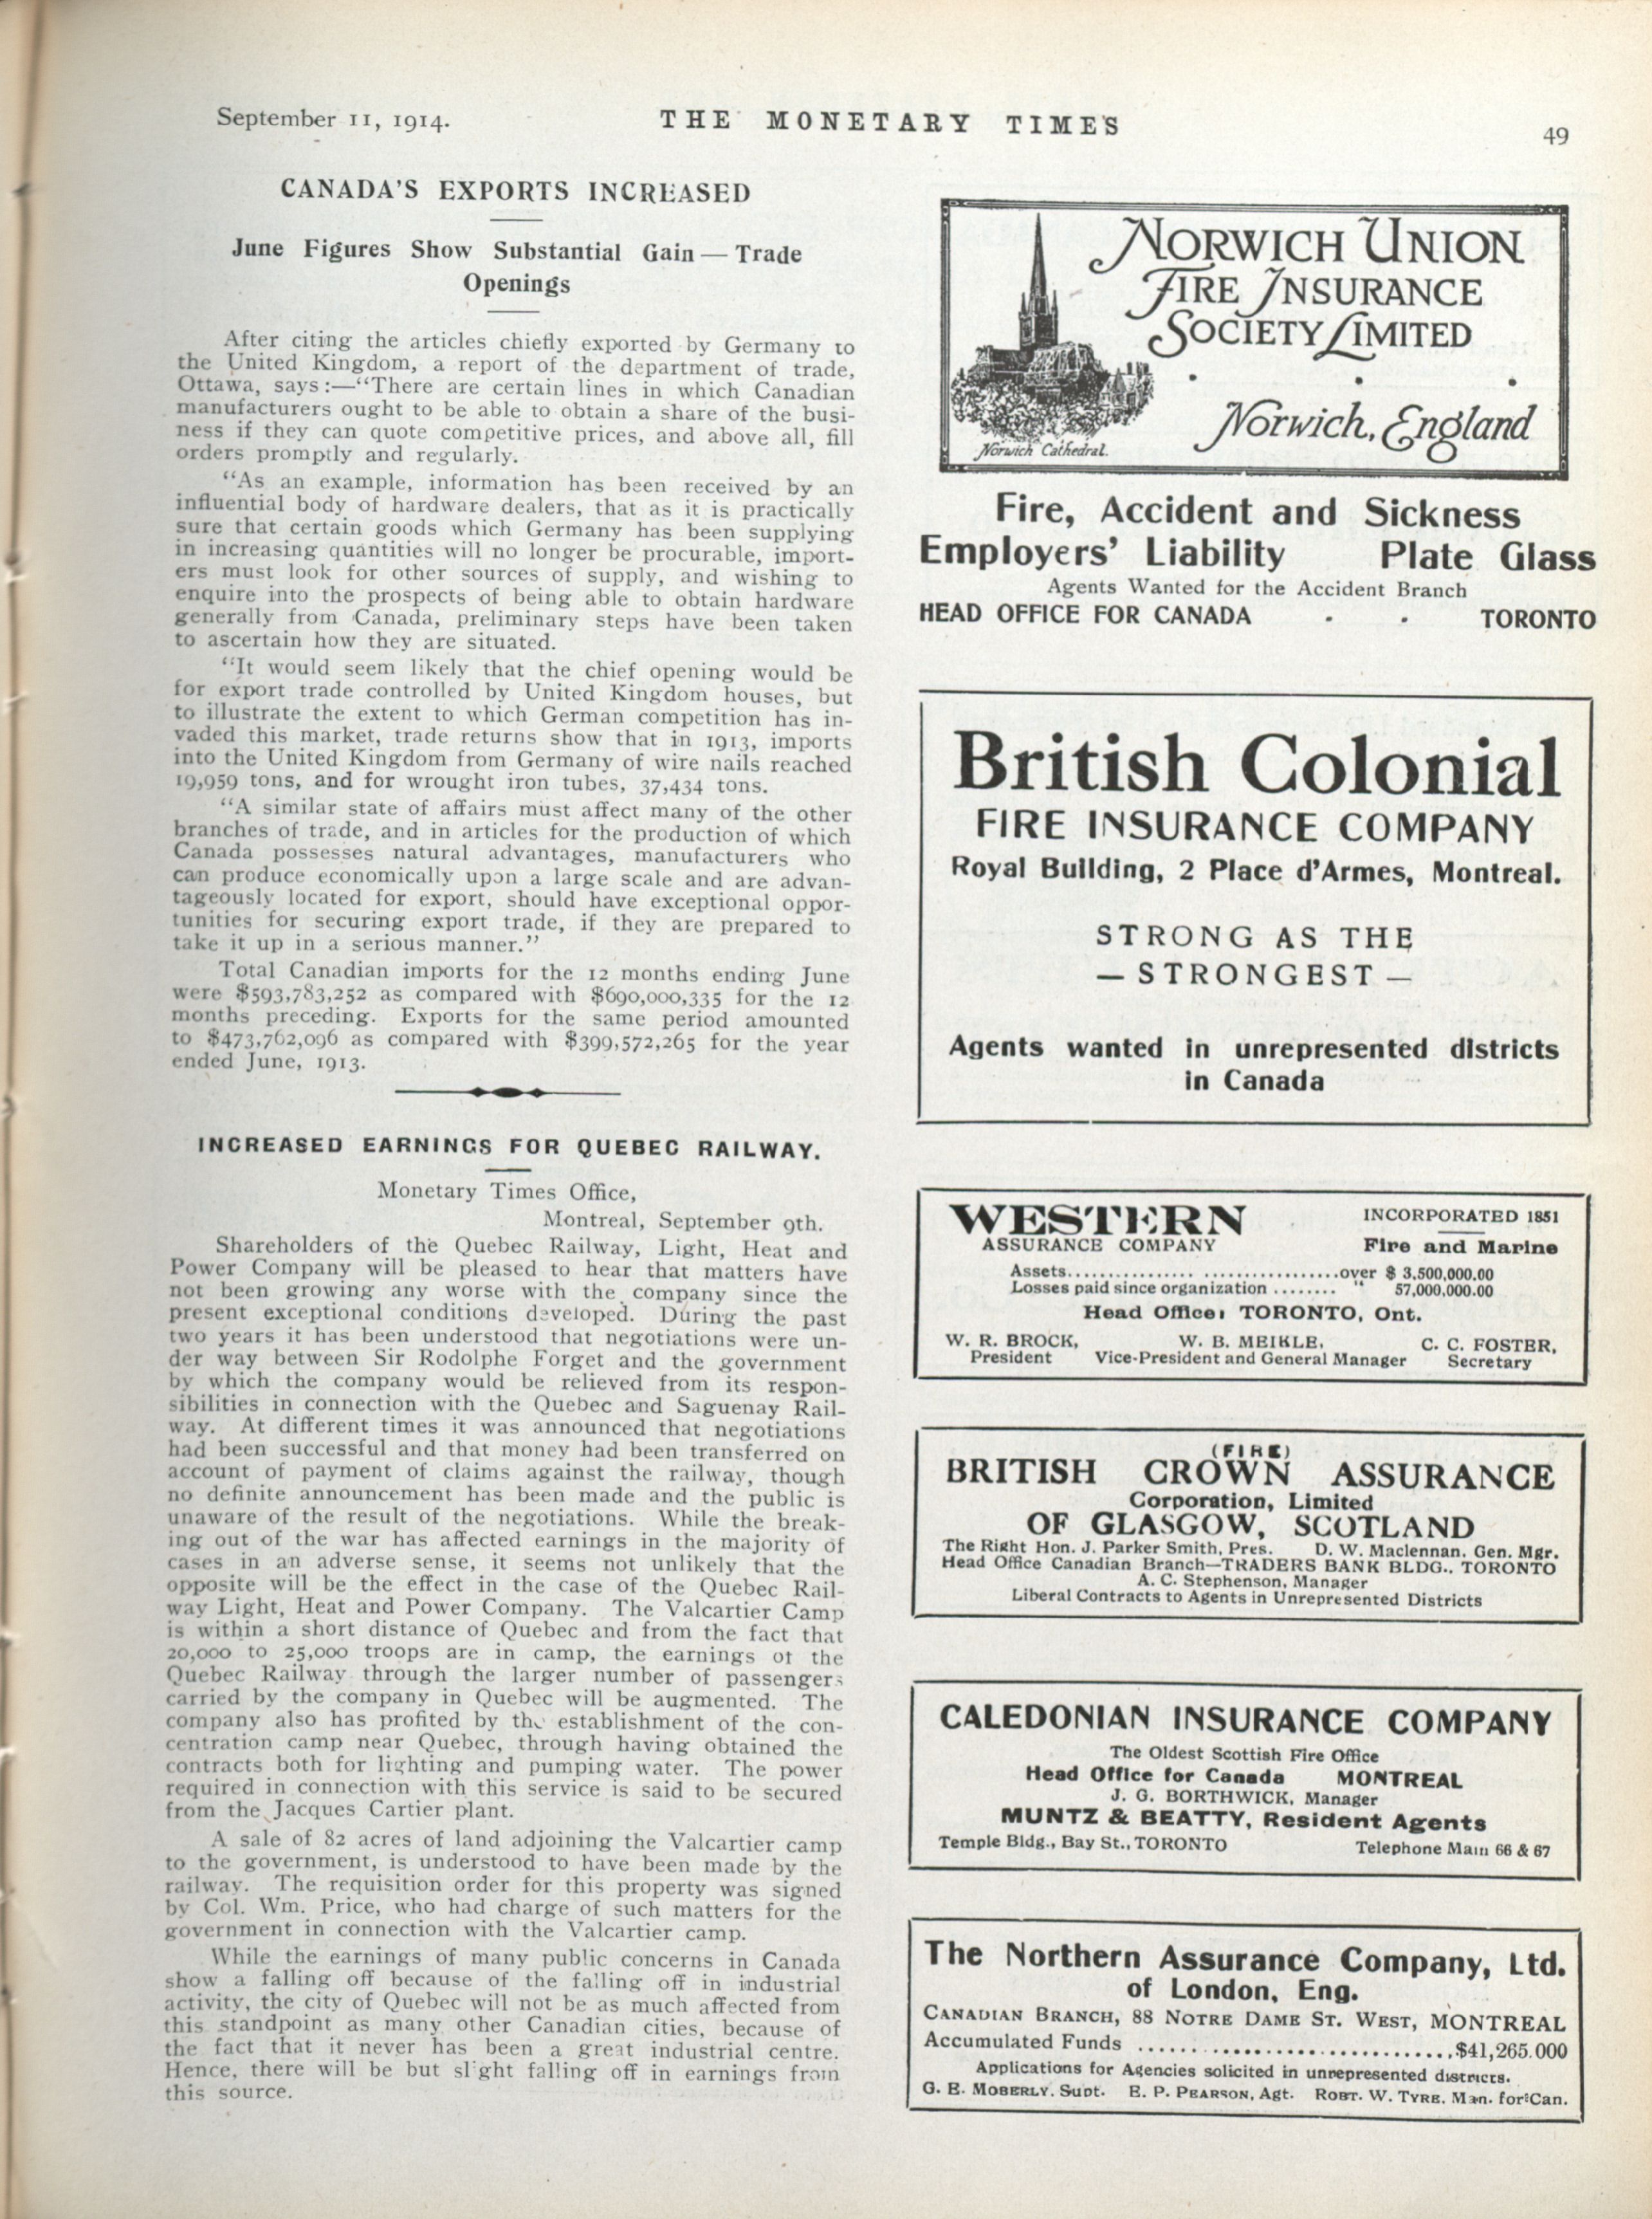 September 11, 1914.
THE MONETARY TIMES
49
CANADA'S EXPORTS INCREASED
June Figures Show Substantial Gain — Trade
Openings
After citing the articles chiefly exported by Germany to
the United Kingdom, a report of the department of trade,
Ottawa, says:—"There are certain lines in which Canadian
manufacturers ought to be able to obtain a share of the busi-
ness if they can quote competitive prices, and above all, fill
orders promptly and regularly.
"As an example, information has been received by an
influential body of hardware dealers, that as it is practically
sure that certain goods which Germany has been supplying
in increasing quantities will no longer be procurable, import-
ers must look for other sources of supply, and wishing to
enquire into the prospects of being able to obtain hardware
generally from Canada, preliminary steps have been taken
to ascertain how they are situated.
"It would seem likely that the chief opening would be
for export trade controlled by United Kingdom houses, but
to illustrate the extent to which German competition has in-
vaded this market, trade returns show that in 1913, imports
into the United Kingdom from Germany of wire nails reached
19,959 tons, and for wrought iron tubes, 37,434 tons.
"A similar state of affairs must affect many of the other
branches of trade, and in articles for the production of which
Canada possesses natural advantages, manufacturers who
can produce economically upon a large scale and are advan-
tageously located for export, should have exceptional oppor-
tunities for securing export trade, if they are prepared to
take it up in a serious manner."
Total Canadian imports for the 12 months ending June
were $593,783,252 as compared with $690,000,335 for the 12
months preceding. Exports for the same period amounted
to $473,762,096 as compared with $399,572,265 for the year
ended June, 1913.
INCREASED EARNINGS FOR QUEBEC RAILWAY.
Monetary Times Office,
Montreal, September 9th.
Shareholders of the Quebec Railway, Light, Heat and
Power Company will be pleased to hear that matters have
not been growing any worse with the company since the
present exceptional conditions developed. During the past
two years it has been understood that negotiations were un-
der way between Sir Rodolphe Forget and the government
by which the company would be relieved from its respon-
sibilities in connection with the Quebec and Saguenay Rail-
way. At different times it was announced that negotiations
had been successful and that money had been transferred on
account of payment of claims against the railway, though
no definite announcement has been made and the public is
unaware of the result of the negotiations. While the break-
ing out of the war has affected earnings in the majority of
cases in an adverse sense, it seems not unlikely that the
opposite will be the effect in the case of the Quebec Rail-
way Light, Heat and Power Company. The Valcartier Camp
is within a short distance of Quebec and from the fact that
20,000 to 25,000 troops are in camp, the earnings of the
Quebec Railway through the larger number of passengers
carried by the company in Quebec will be augmented. The
company also has profited by the establishment of the con-
centration camp near Quebec, through having obtained the
contracts both for lighting and pumping water. The power
required in connection with this service is said to be secured
from the Jacques Cartier plant.
A sale of 82 acres of land adjoining the Valcartier camp
to the government, is understood to have been made by the
railway. The requisition order for this property was signed
by Col. Wm. Price, who had charge of such matters for the
government in connection with the Valcartier camp.
While the earnings of many public concerns in Canada
show a falling off because of the falling off in industrial
activity, the city of Quebec will not be as much affected from
this standpoint as many other Canadian cities, because of
the fact that it never has been a great industrial centre.
Hence, there will be but slight falling off in earnings from
this source.
NORWICH UNION
FIRE INSURANCE
SOCIETY LIMITED
Norwich, England
Norwich Cathedral.
Fire, Accident and Sickness
Employers' Liability Plate Glass
Agents Wanted for the Accident Branch
HEAD OFFICE FOR CANADA - - TORONTO
British Colonial
FIRE INSURANCE COMPANY
Royal Building, 2 Place d'Armes, Montreal.
STRONG AS THE
— STRONGEST —
Agents wanted in unrepresented districts
in Canada
WESTERN INCORPORATED 1851
ASSURANCE COMPANY Fire and Marine
Assets................................over $ 3,500,000.00
Losses paid since organization ........ " 57,000,000.00
Head Office: TORONTO, Ont.
W. R. BROCK, W. B. MEIKLE, C. C. FOSTER,
President Vice-President and General Manager Secretary
(FIRE)
BRITISH CROWN ASSURANCE
Corporation, Limited
OF GLASGOW, SCOTLAND
The Right Hon. J. Parker Smith, Pres. D. W. Maclennan, Gen. Mgr.
Head Office Canadian Branch—TRADERS BANK BLDG., TORONTO
A. C. Stephenson, Manager
Liberal Contracts to Agents in Unrepresented Districts
CALEDONIAN INSURANCE COMPANY
The Oldest Scottish Fire Office
Head Office for Canada MONTREAL
J. G. BORTHWICK, Manager
MUNTZ & BEATTY, Resident Agents
Temple Bldg., Bay St., TORONTO Telephone Main 66 & 67
The Northern Assurance Company, Ltd.
of London, Eng.
CANADIAN BRANCH, 88 NOTRE DAME ST. WEST, MONTREAL
Accumulated Funds ................................$41,265.000
Applications for Agencies solicited in unrepresented districts.
G. E. MOBERLY, Supt. E. P. PEARSON, Agt. ROBT. W. TYRE, Man. for Can.